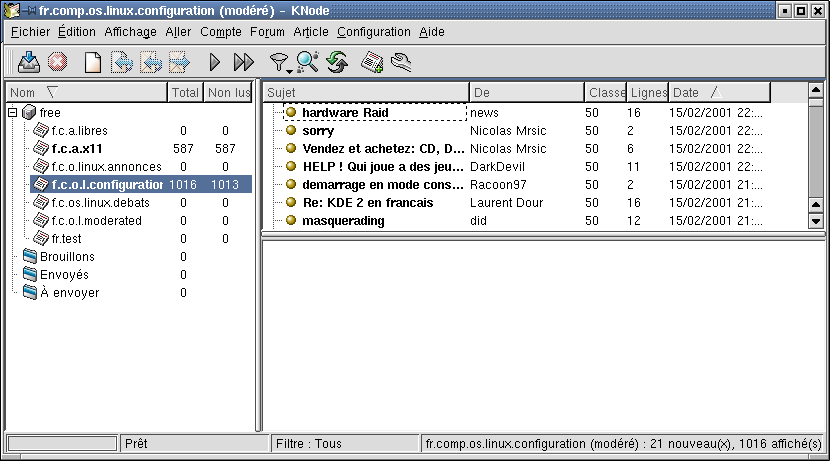 fr.comp.os.linux.configuration (modéré) - KNode
Fichier Édition Affichage Aller Compte Forum Article Configuration Aide
Nom Total Non lus
free
f.c.a.libres 0 0
f.c.a.x11 587 587
f.c.o.linux.annonces 0 0
f.c.o.l.configuration 1016 1013
f.c.os.linux.debats 0 0
f.c.o.l.moderated 0 0
fr.test 0 0
Brouillons 0
Envoyés 0
À envoyer 0
Sujet De Classe Lignes Date
hardware Raid news 50 16 15/02/2001 22:...
sorry Nicolas Mrsic 50 2 15/02/2001 22:...
Vendez et achetez: CD, D... Nicolas Mrsic 50 6 15/02/2001 22:...
HELP ! Qui joue a des jeu... DarkDevil 50 11 15/02/2001 22:...
demarrage en mode cons... Racoon97 50 2 15/02/2001 21:...
Re: KDE 2 en francais Laurent Dour 50 16 15/02/2001 21:...
masquerading did 50 12 15/02/2001 21:...
Prêt
Filtre : Tous
fr.comp.os.linux.configuration (modéré) : 21 nouveau(x), 1016 affiché(s)